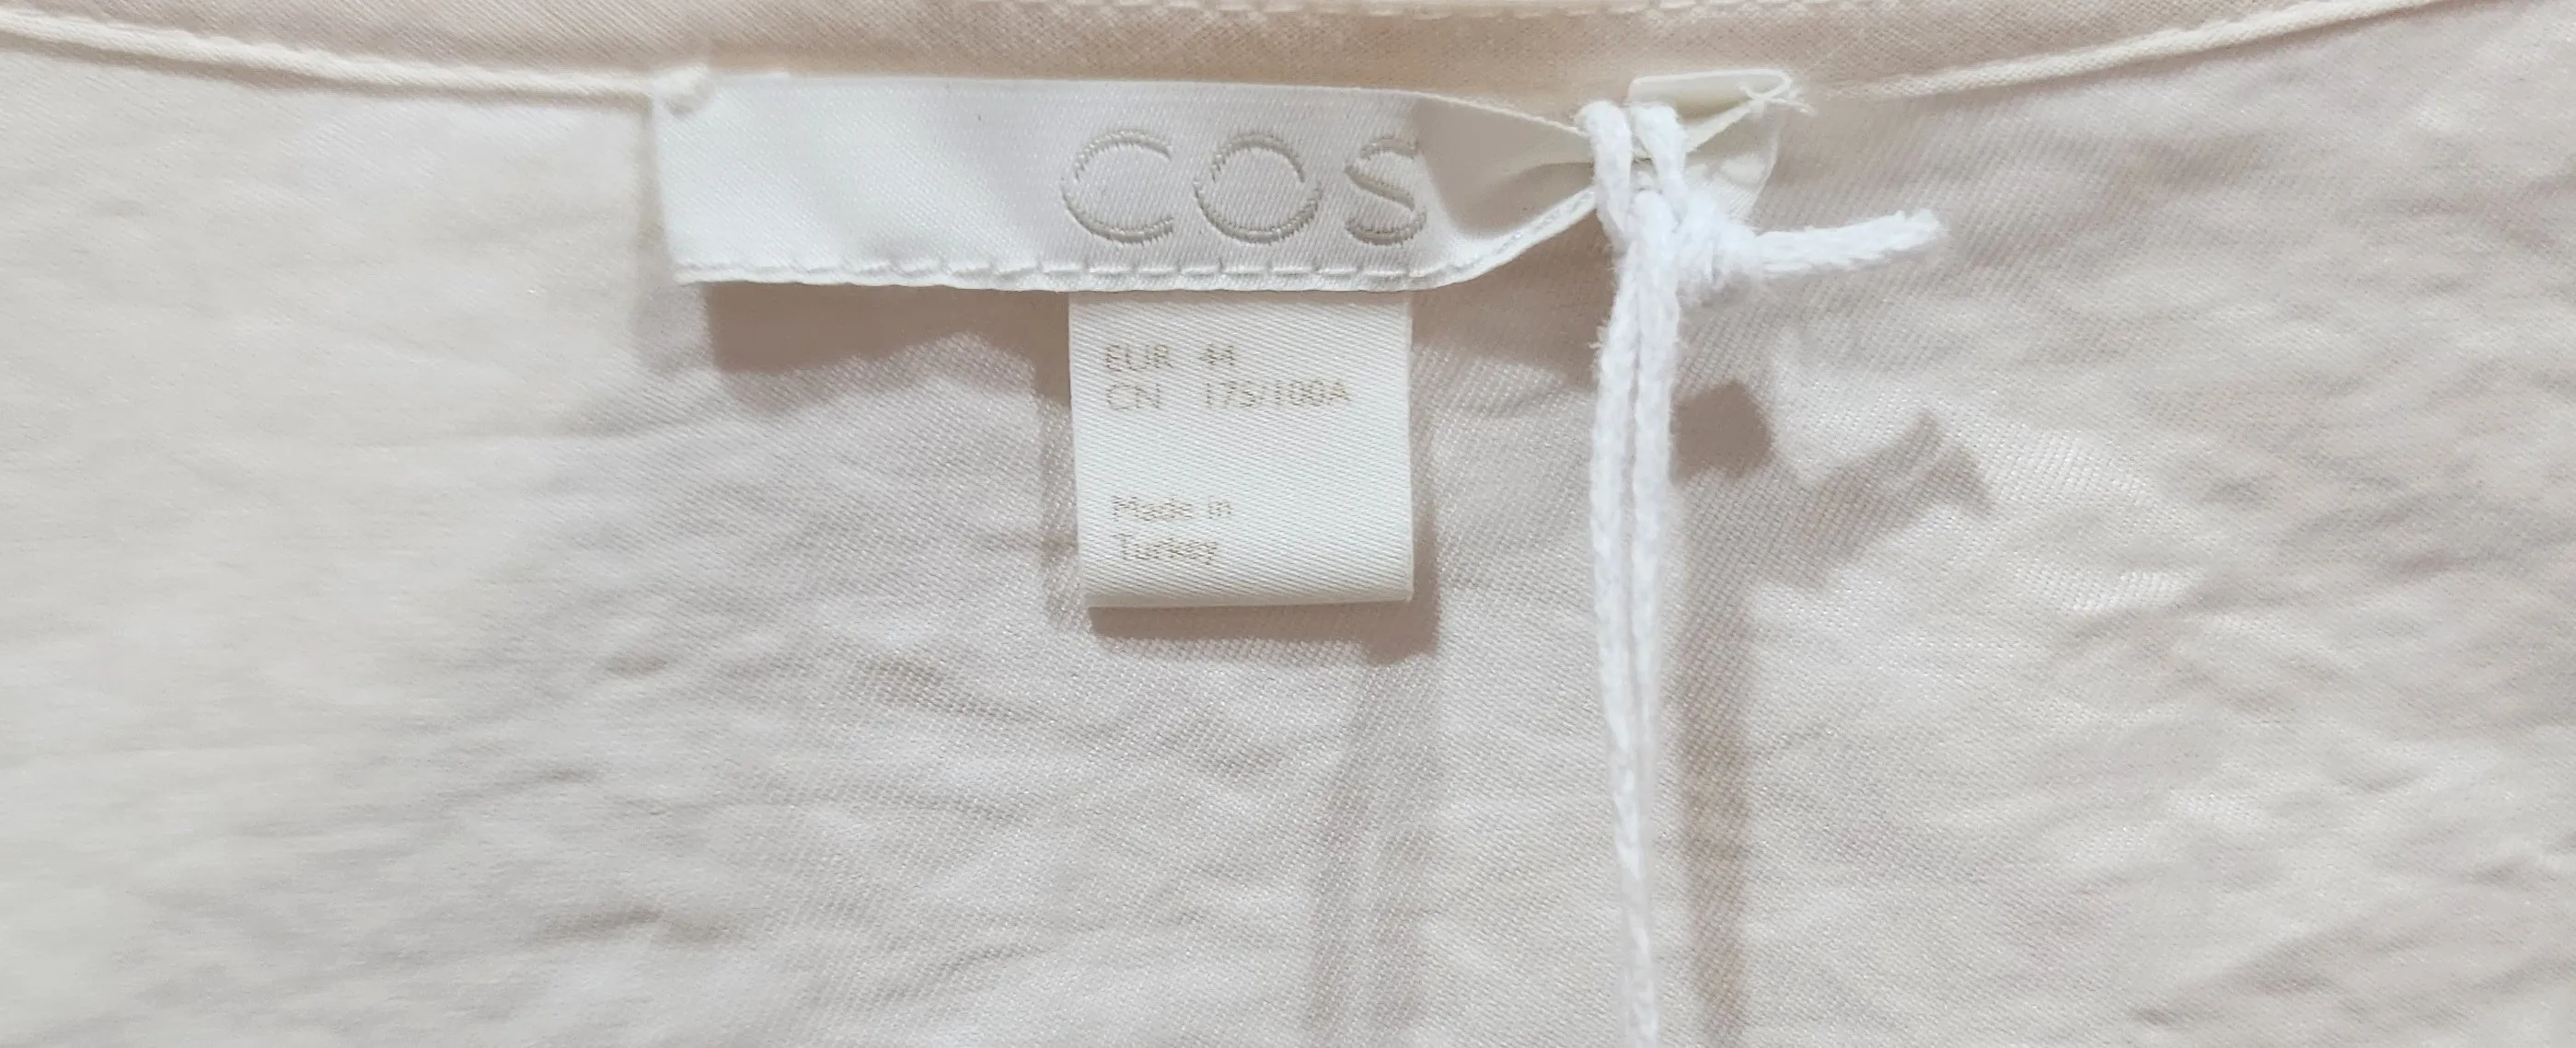 COS
EUR 44
CN 175/100A
Made in
Turkey